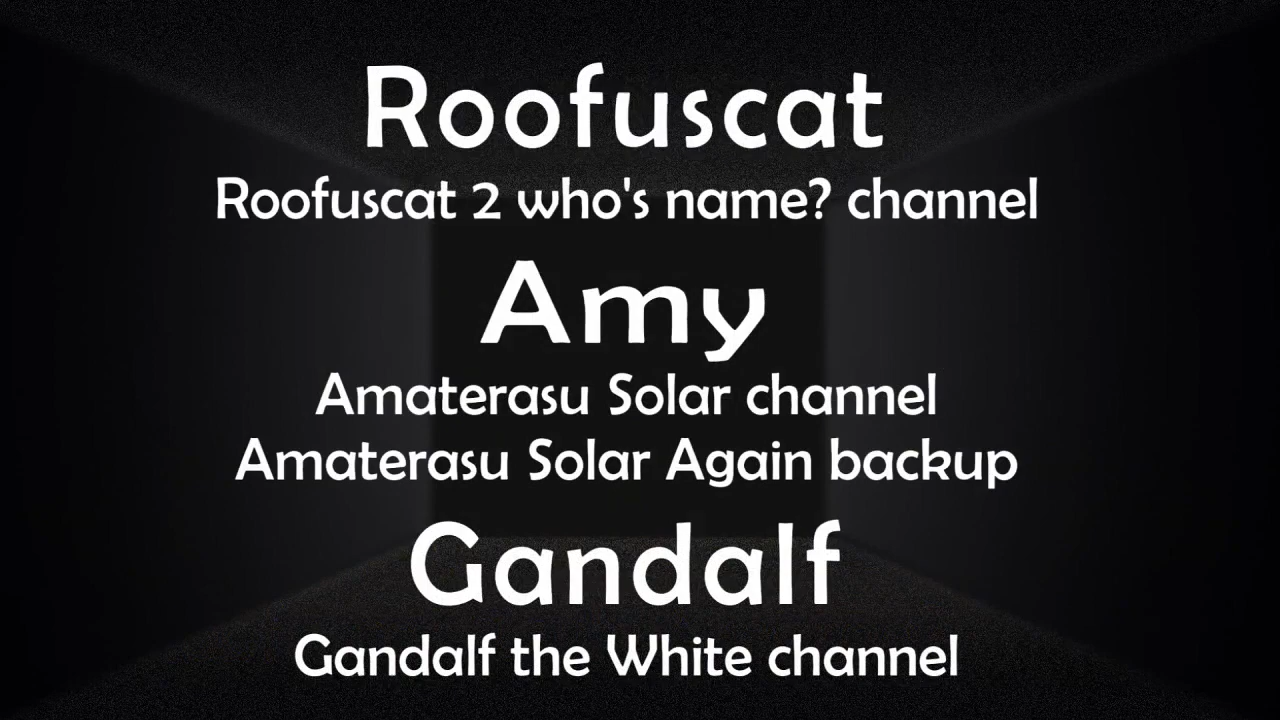 Roofuscat
Roofuscat 2 who's name? channel
Amy
Amaterasu Solar channel
Amaterasu Solar Again backup
Gandalf
Gandalf the White channel